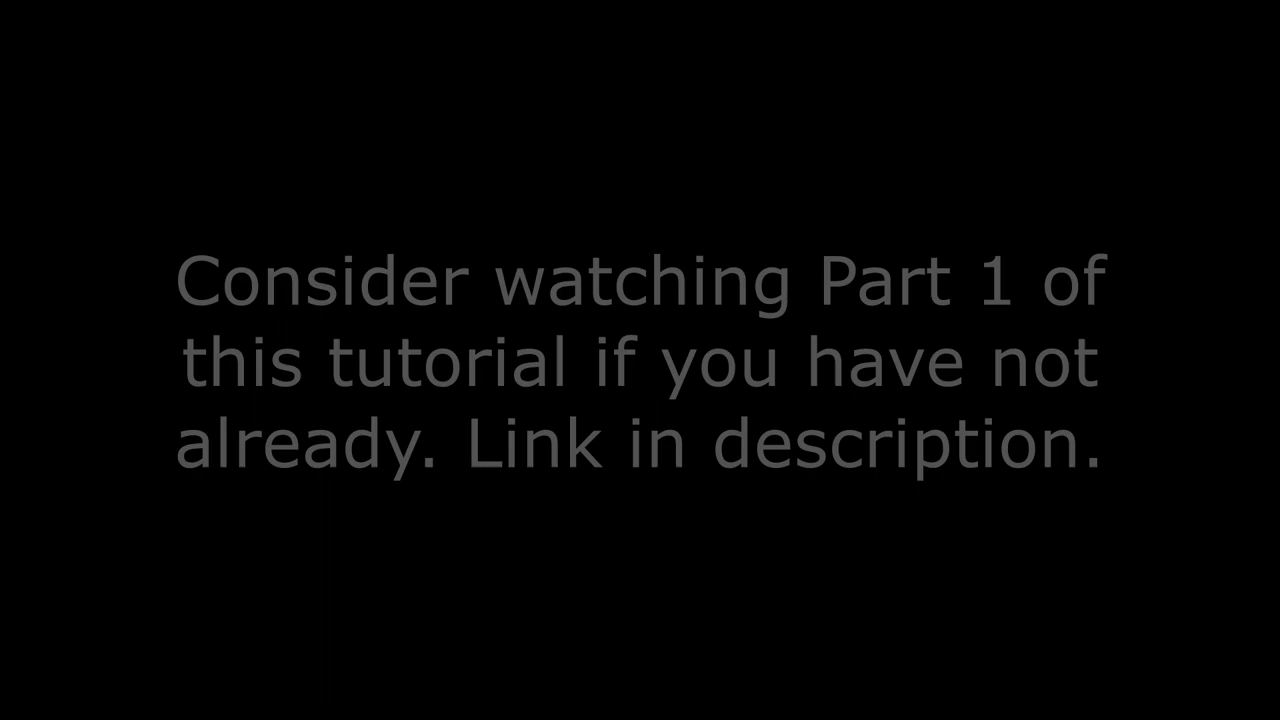 Consider watching Part 1 of
this tutorial if you have not
already. Link in description.